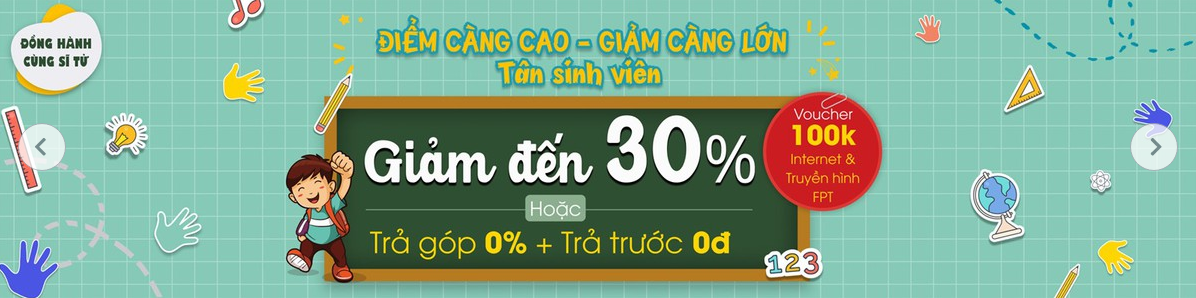 ĐỒNG HÀNH
CÙNG SĨ TỬ
ĐIỂM CÀNG CAO - GIẢM CÀNG LỚN
Tân sinh viên
Giảm đến 30%
Hoặc
Trả góp 0% + Trả trước 0đ
Voucher
100k
Internet &
Truyền hình
FPT
123